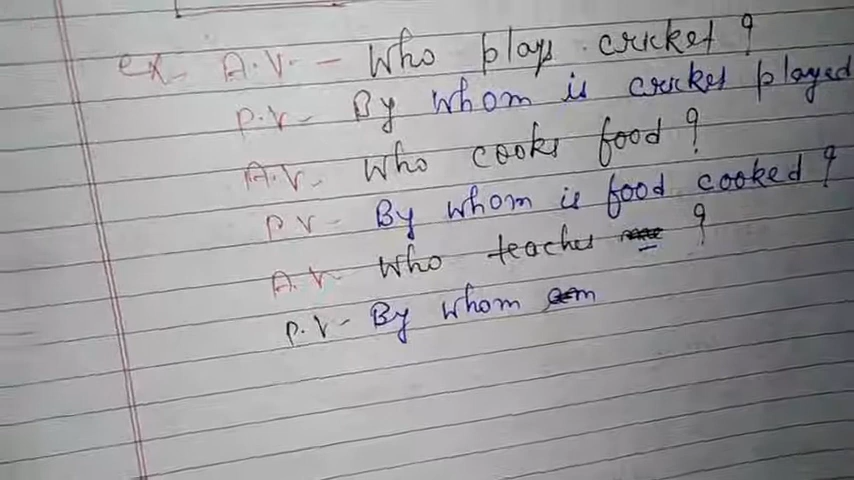 ex- A.V. - Who plays cricket ?
P.V- By whom is cricket played
A.V- Who cooks food ?
P V- By whom is food cooked ?
A.V- Who teaches ?
P.V- By whom